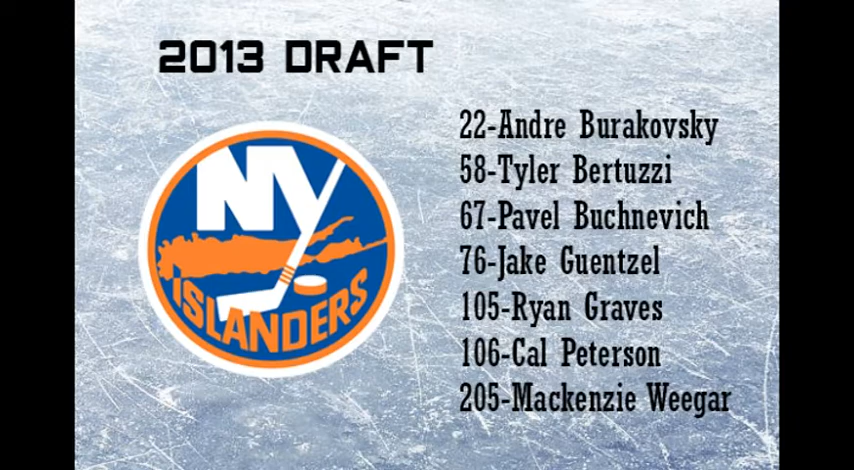 2013 DRAFT
NY
ISLANDERS
22-Andre Burakovsky
58-Tyler Bertuzzi
67-Pavel Buchnevich
76-Jake Guentzel
105-Ryan Graves
106-Cal Peterson
205-Mackenzie Weegar